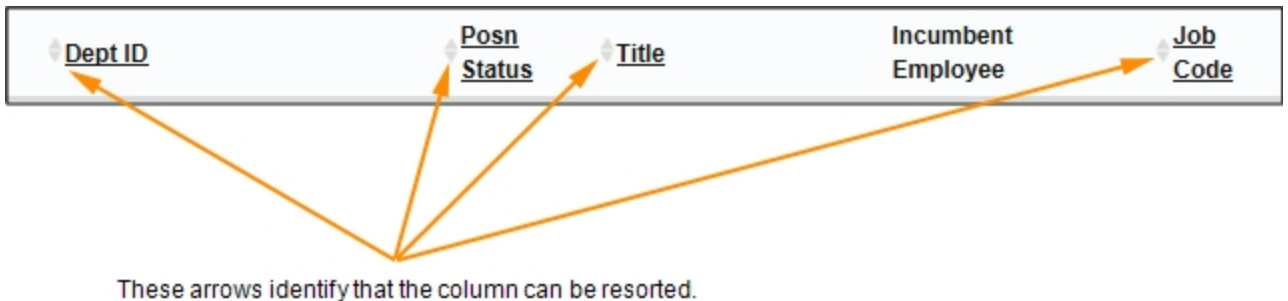 Dept ID
Posn
Status
Title
Incumbent
Employee
Job
Code
These arrows identify that the column can be resorted.